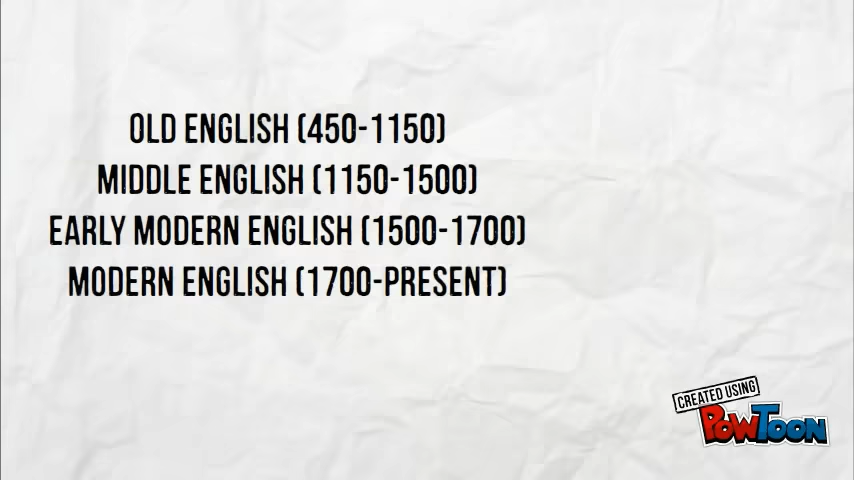 OLD ENGLISH (450-1150)
MIDDLE ENGLISH (1150-1500)
EARLY MODERN ENGLISH (1500-1700)
MODERN ENGLISH (1700-PRESENT)
CREATED USING
POWTOON